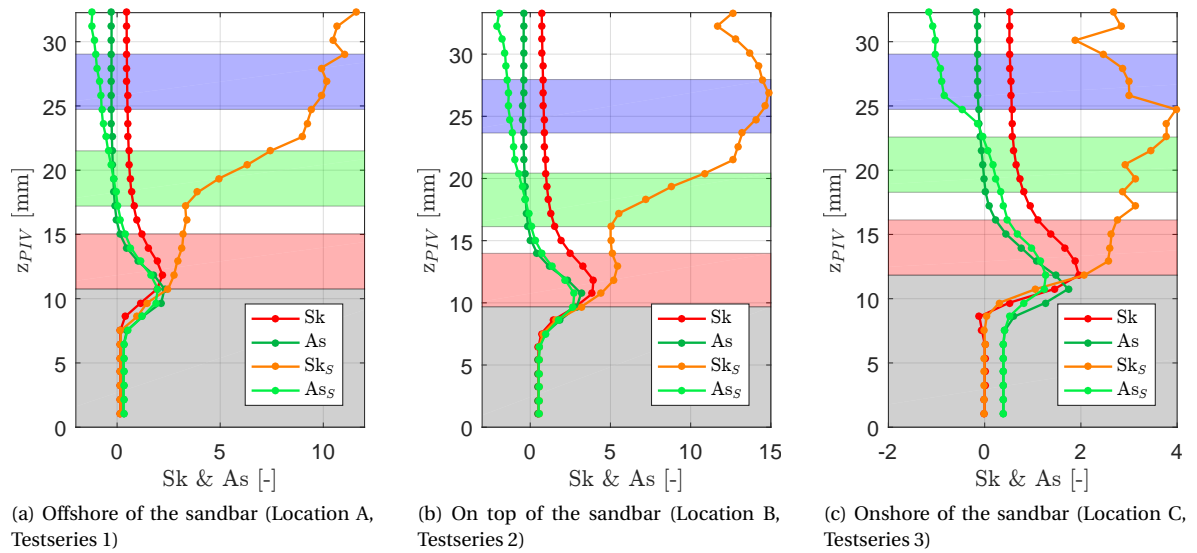 30
25
20
15
10
5
0
z_PIV [mm]
Sk
As
Sk_S
As_S
0 5 10
Sk & As [-]
(a) Offshore of the sandbar (Location A,
Testseries 1)
30
25
20
15
10
5
0
Sk
As
Sk_S
As_S
0 5 10 15
Sk & As [-]
(b) On top of the sandbar (Location B,
Testseries 2)
30
25
20
15
10
5
0
z_PIV [mm]
Sk
As
Sk_S
As_S
-2 0 2 4
Sk & As [-]
(c) Onshore of the sandbar (Location C,
Testseries 3)